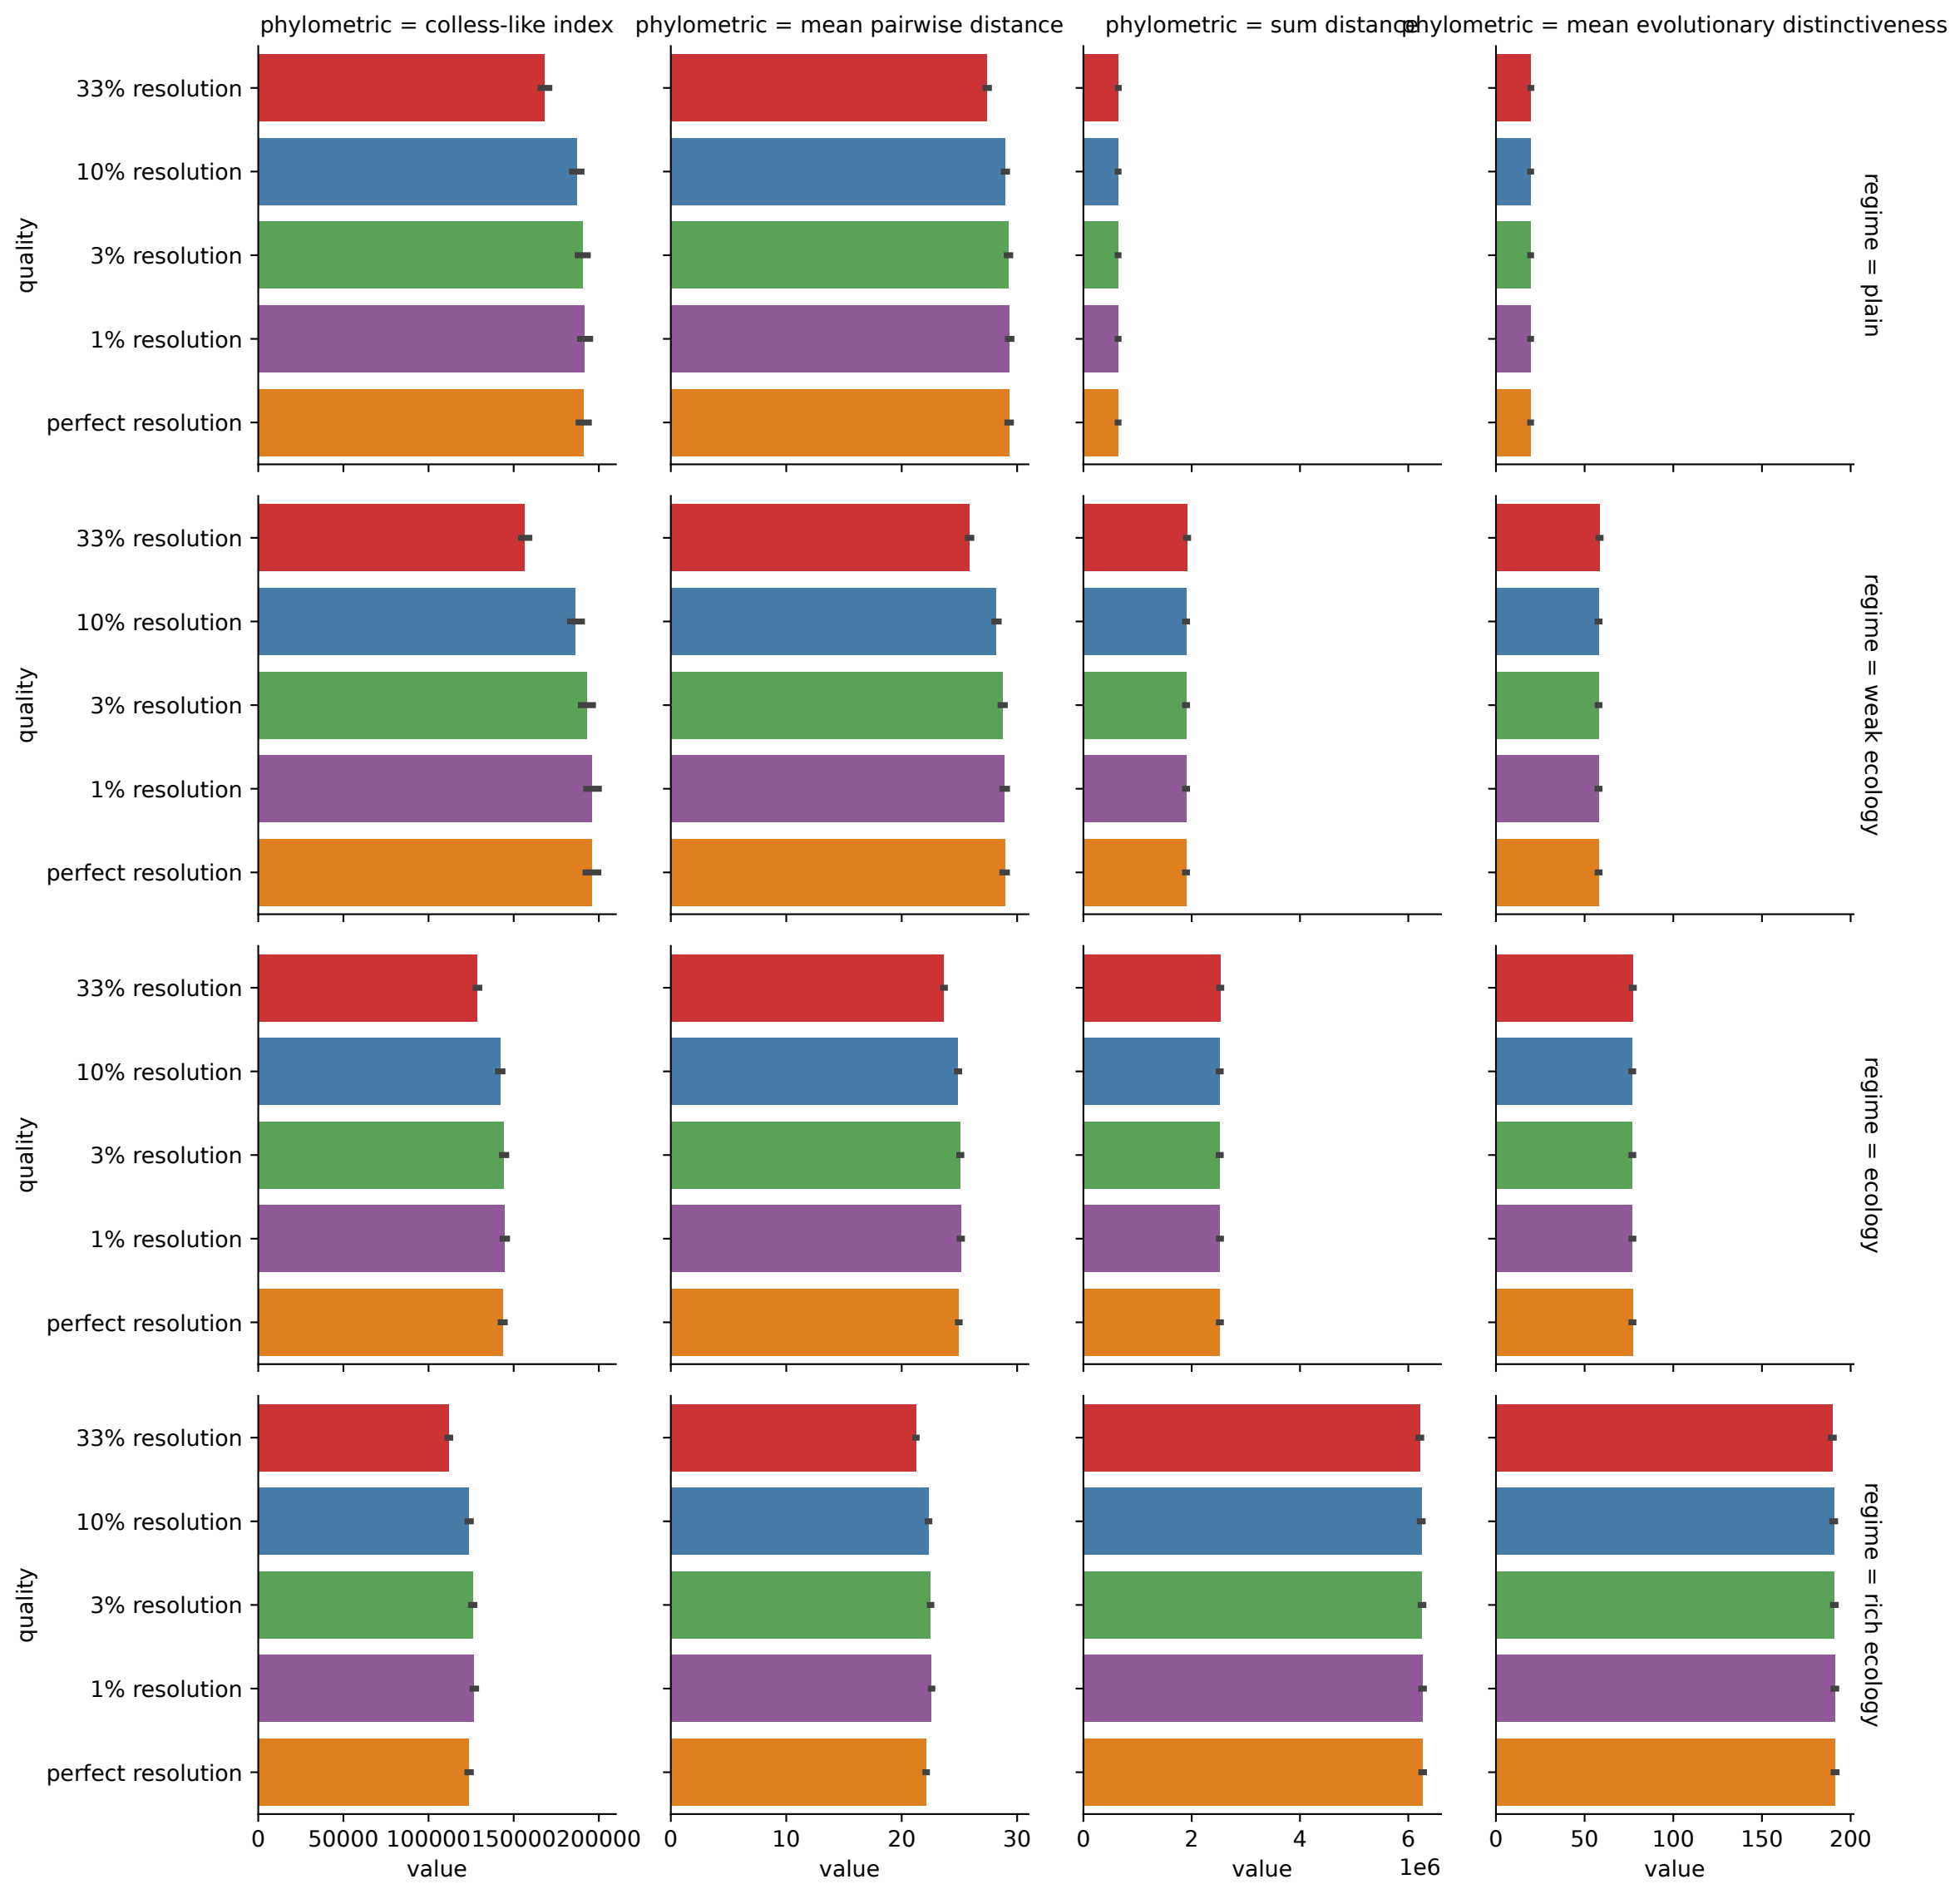 phylometric = colless-like index
phylometric = mean pairwise distance
phylometric = sum distance
phylometric = mean evolutionary distinctiveness
33% resolution
10% resolution
3% resolution
1% resolution
perfect resolution
quality
regime = plain
33% resolution
10% resolution
3% resolution
1% resolution
perfect resolution
quality
regime = weak ecology
33% resolution
10% resolution
3% resolution
1% resolution
perfect resolution
quality
regime = ecology
33% resolution
10% resolution
3% resolution
1% resolution
perfect resolution
quality
regime = rich ecology
0 50000 100000 150000 200000
value
0 10 20 30
value
0 2 4 6
1e6
value
0 50 100 150 200
value